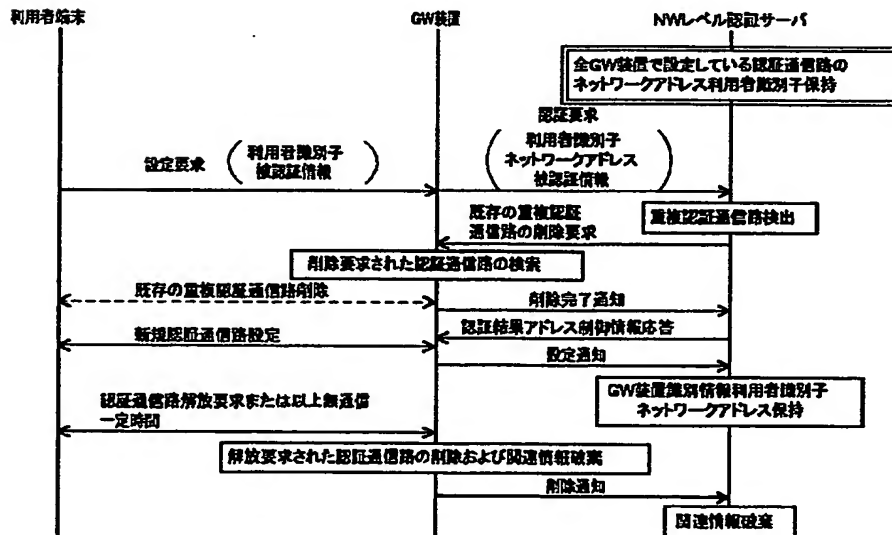 利用者端末
GW装置
NWレベル認証サーバ
全GW装置で設定している認証通信路の
ネットワークアドレス利用者識別子保持
認証要求
利用者識別子
ネットワークアドレス
被認証情報
設定要求
利用者識別子
被認証情報
既存の重複認証
通信路の削除要求
重複認証通信路検出
削除要求された認証通信路の検索
既存の重複認証通信路削除
削除完了通知
認証結果アドレス制御情報応答
新規認証通信路設定
設定通知
GW装置識別情報利用者識別子
ネットワークアドレス保持
認証通信路解放要求または以上無通信
一定時間
解放要求された認証通信路の削除および関連情報破棄
削除通知
関連情報破棄